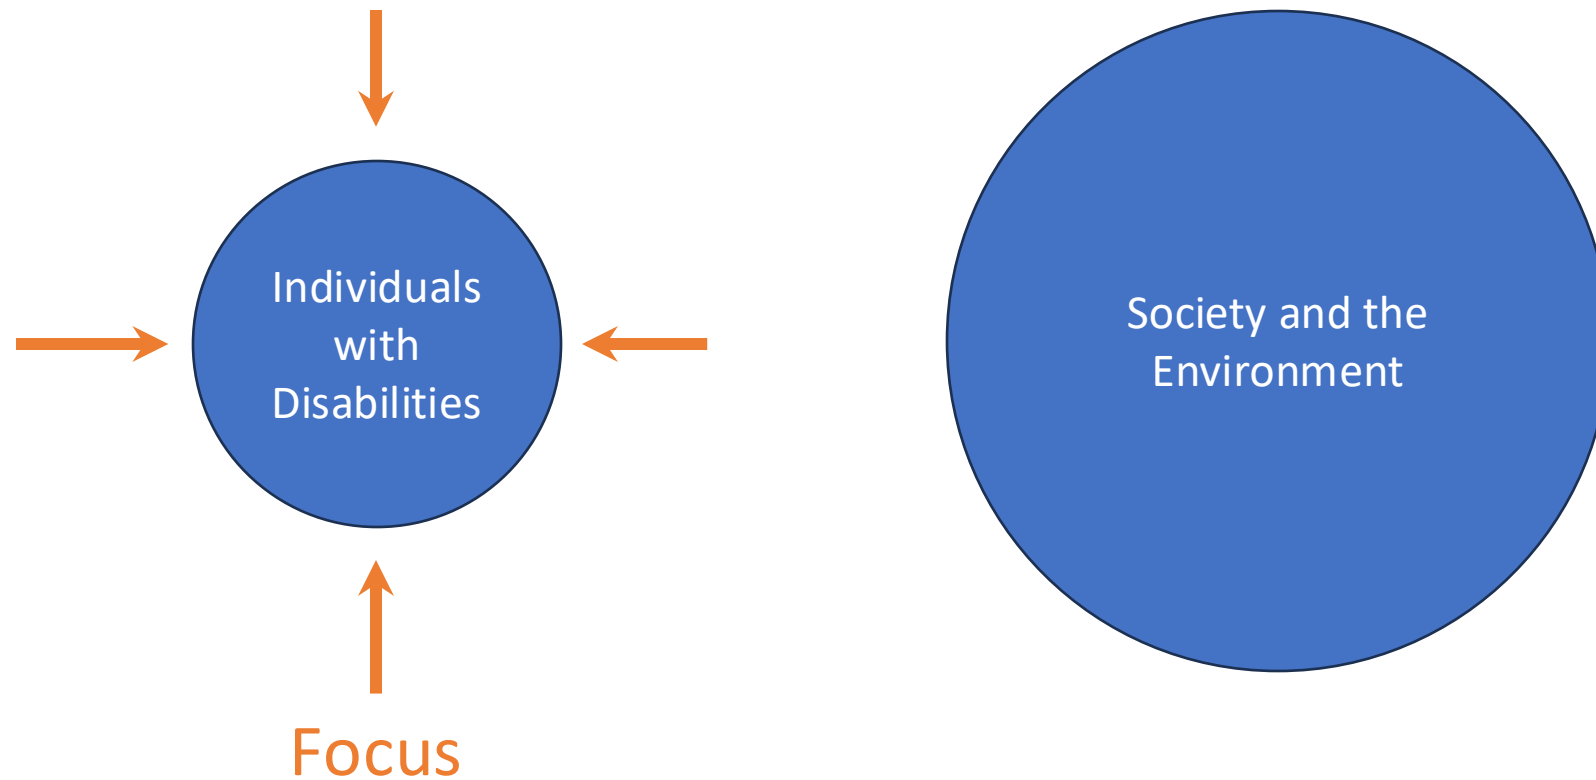 Individuals
with
Disabilities
Society and the
Environment
Focus